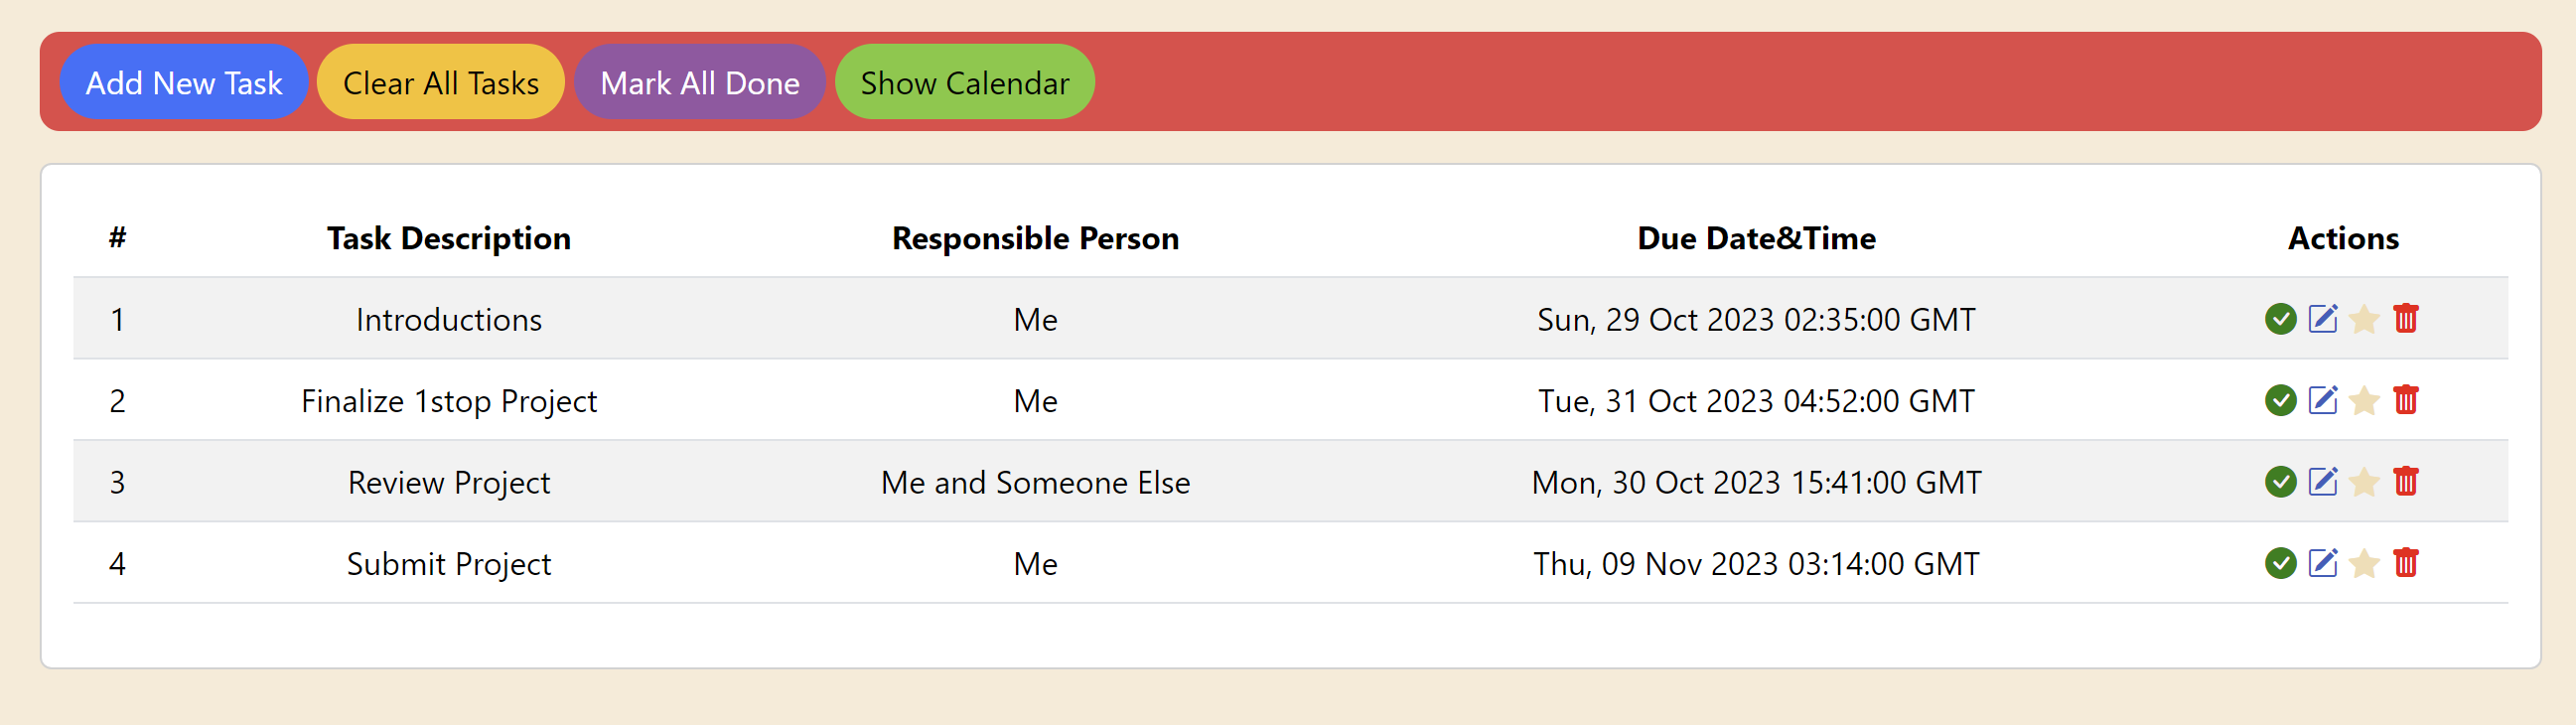 Add New Task Clear All Tasks Mark All Done Show Calendar
# Task Description Responsible Person Due Date&Time Actions
1 Introductions Me Sun, 29 Oct 2023 02:35:00 GMT
2 Finalize 1stop Project Me Tue, 31 Oct 2023 04:52:00 GMT
3 Review Project Me and Someone Else Mon, 30 Oct 2023 15:41:00 GMT
4 Submit Project Me Thu, 09 Nov 2023 03:14:00 GMT